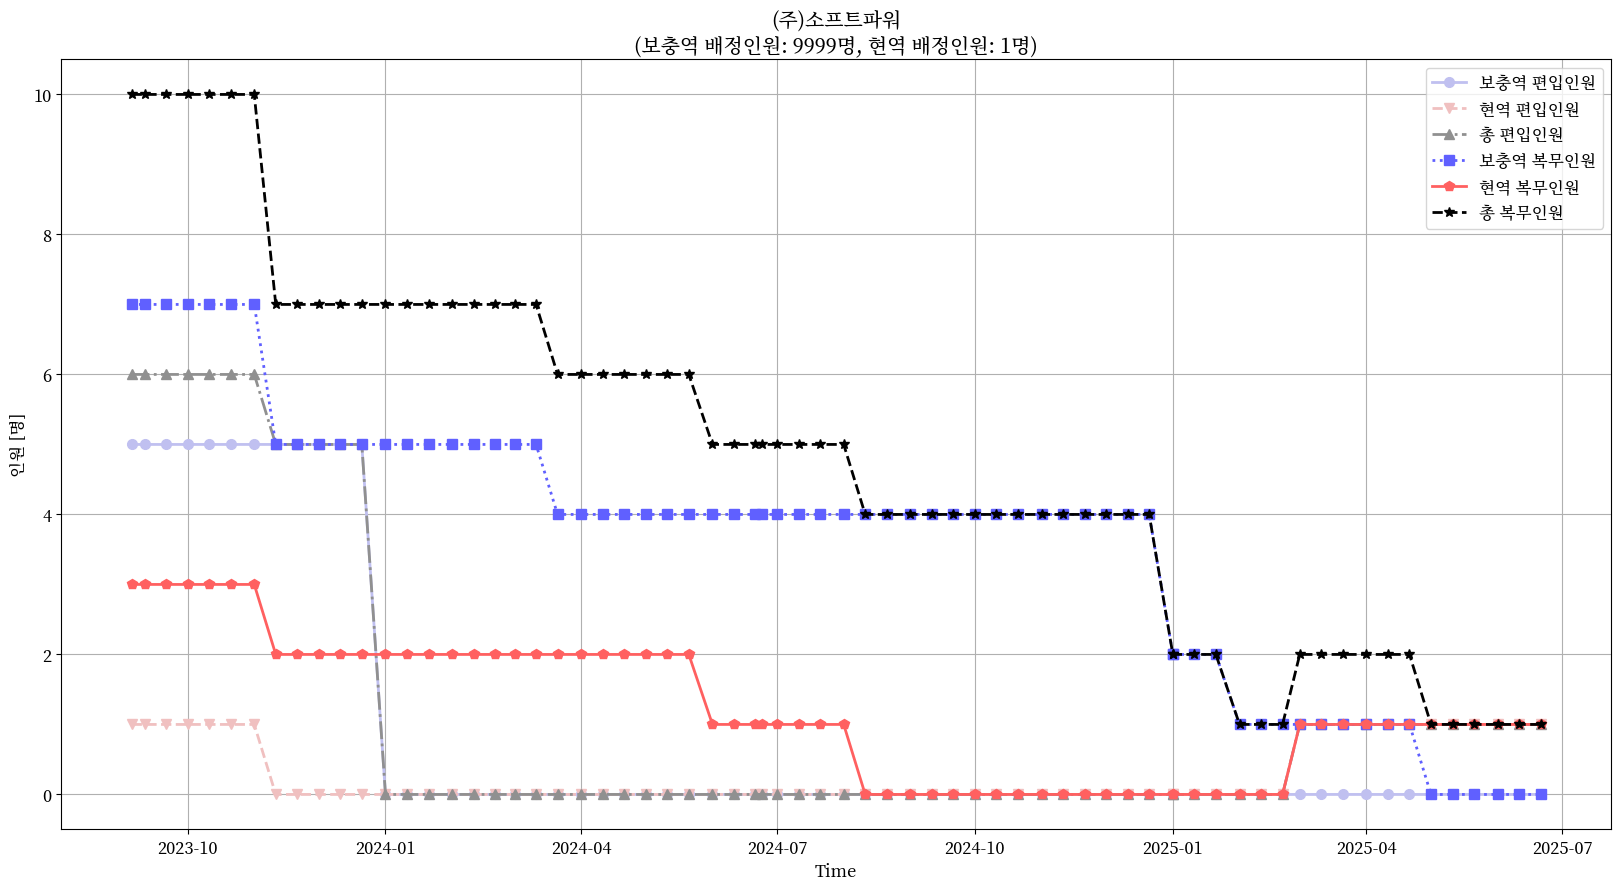 (주)소프트파워
(보충역 배정인원: 9999명, 현역 배정인원: 1명)
인원 [명]
10
8
6
4
2
0
보충역 편입인원
현역 편입인원
총 편입인원
보충역 복무인원
현역 복무인원
총 복무인원
2023-10
2024-01
2024-04
2024-07
2024-10
2025-01
2025-04
2025-07
Time